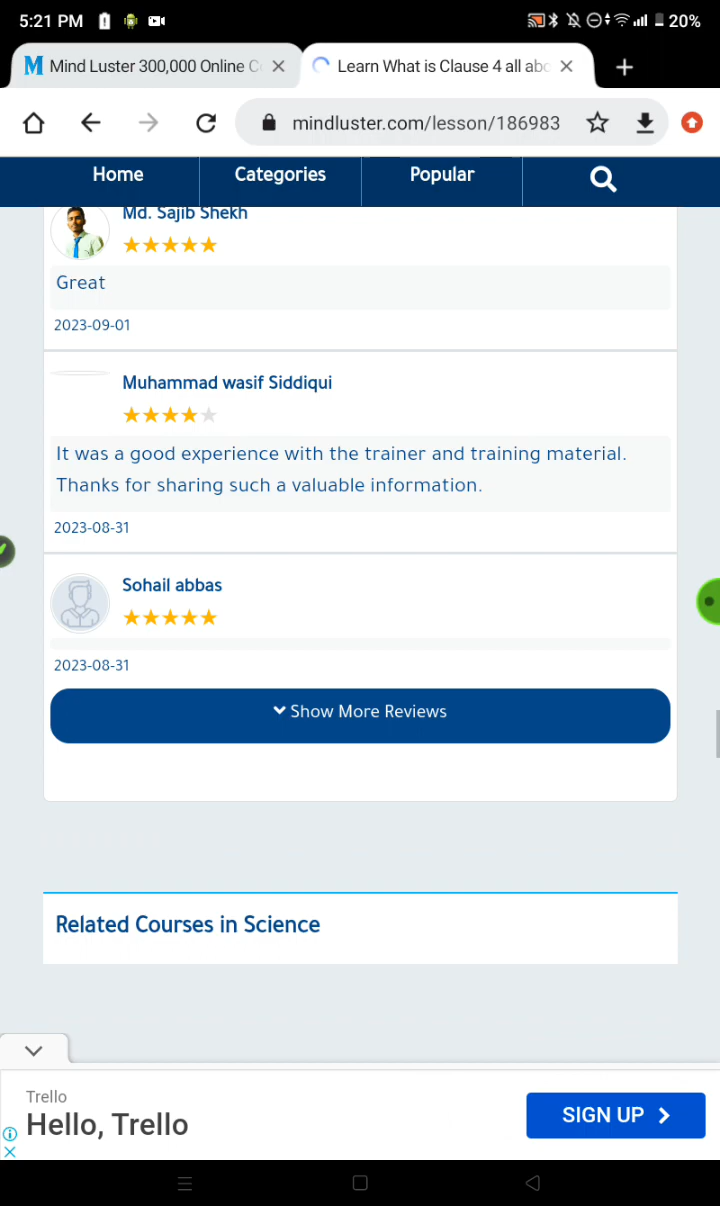 5:21 PM
20%
Mind Luster 300,000 Online C
Learn What is Clause 4 all abo
mindluster.com/lesson/186983
Home
Categories
Popular
Md. Sajib Shekh
Great
2023-09-01
Muhammad wasif Siddiqui
It was a good experience with the trainer and training material.
Thanks for sharing such a valuable information.
2023-08-31
Sohail abbas
2023-08-31
Show More Reviews
Related Courses in Science
Trello
Hello, Trello
SIGN UP